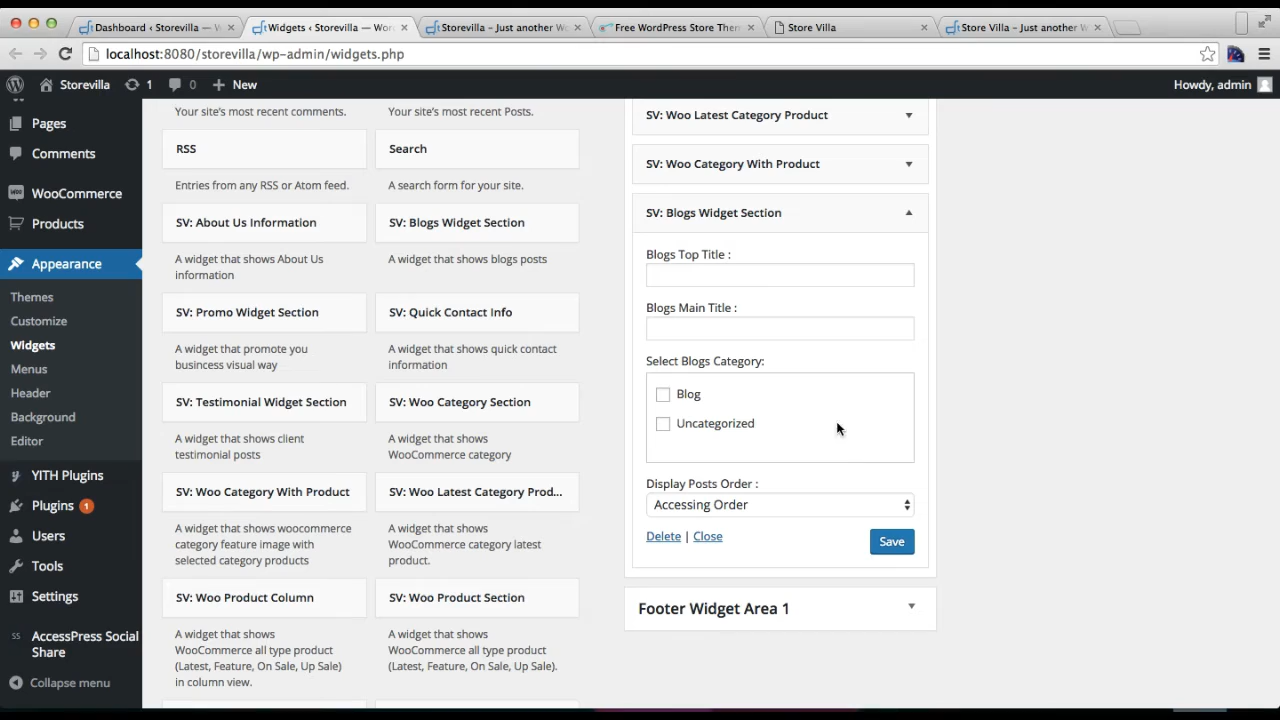 Dashboard ‹ Storevilla — W
Widgets ‹ Storevilla — Wor
Storevilla – Just another Wo
Free WordPress Store Them
Store Villa
Store Villa – Just another W
localhost:8080/storevilla/wp-admin/widgets.php
Storevilla
1
0
New
Howdy, admin
Pages
Comments
WooCommerce
Products
Appearance
Themes
Customize
Widgets
Menus
Header
Background
Editor
YITH Plugins
Plugins 1
Users
Tools
Settings
SS AccessPress Social
Share
Collapse menu
Your site's most recent comments.
Your site's most recent Posts.
RSS
Search
Entries from any RSS or Atom feed.
A search form for your site.
SV: About Us Information
SV: Blogs Widget Section
A widget that shows About Us
information
A widget that shows blogs posts
SV: Promo Widget Section
SV: Quick Contact Info
A widget that promote you
buscniess visual way
A widget that shows quick contact
information
SV: Testimonial Widget Section
SV: Woo Category Section
A widget that shows client
testimonial posts
A widget that shows
WooCommerce category
SV: Woo Category With Product
SV: Woo Latest Category Prod...
A widget that shows woocommerce
category feature image with
selected category products
A widget that shows
WooCommerce category latest
product.
SV: Woo Product Column
SV: Woo Product Section
A widget that shows
WooCommerce all type product
(Latest, Feature, On Sale, Up Sale)
in column view.
A widget that shows
WooCommerce all type product
(Latest, Feature, On Sale, Up Sale).
SV: Woo Latest Category Product
SV: Woo Category With Product
SV: Blogs Widget Section
Blogs Top Title :
Blogs Main Title :
Select Blogs Category:
Blog
Uncategorized
Display Posts Order :
Accessing Order
Delete | Close
Save
Footer Widget Area 1